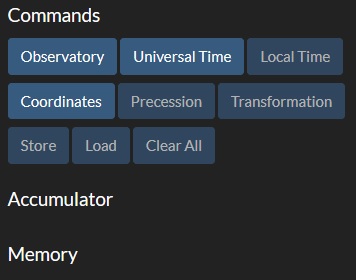 Commands
Observatory Universal Time Local Time
Coordinates Precession Transformation
Store Load Clear All
Accumulator
Memory